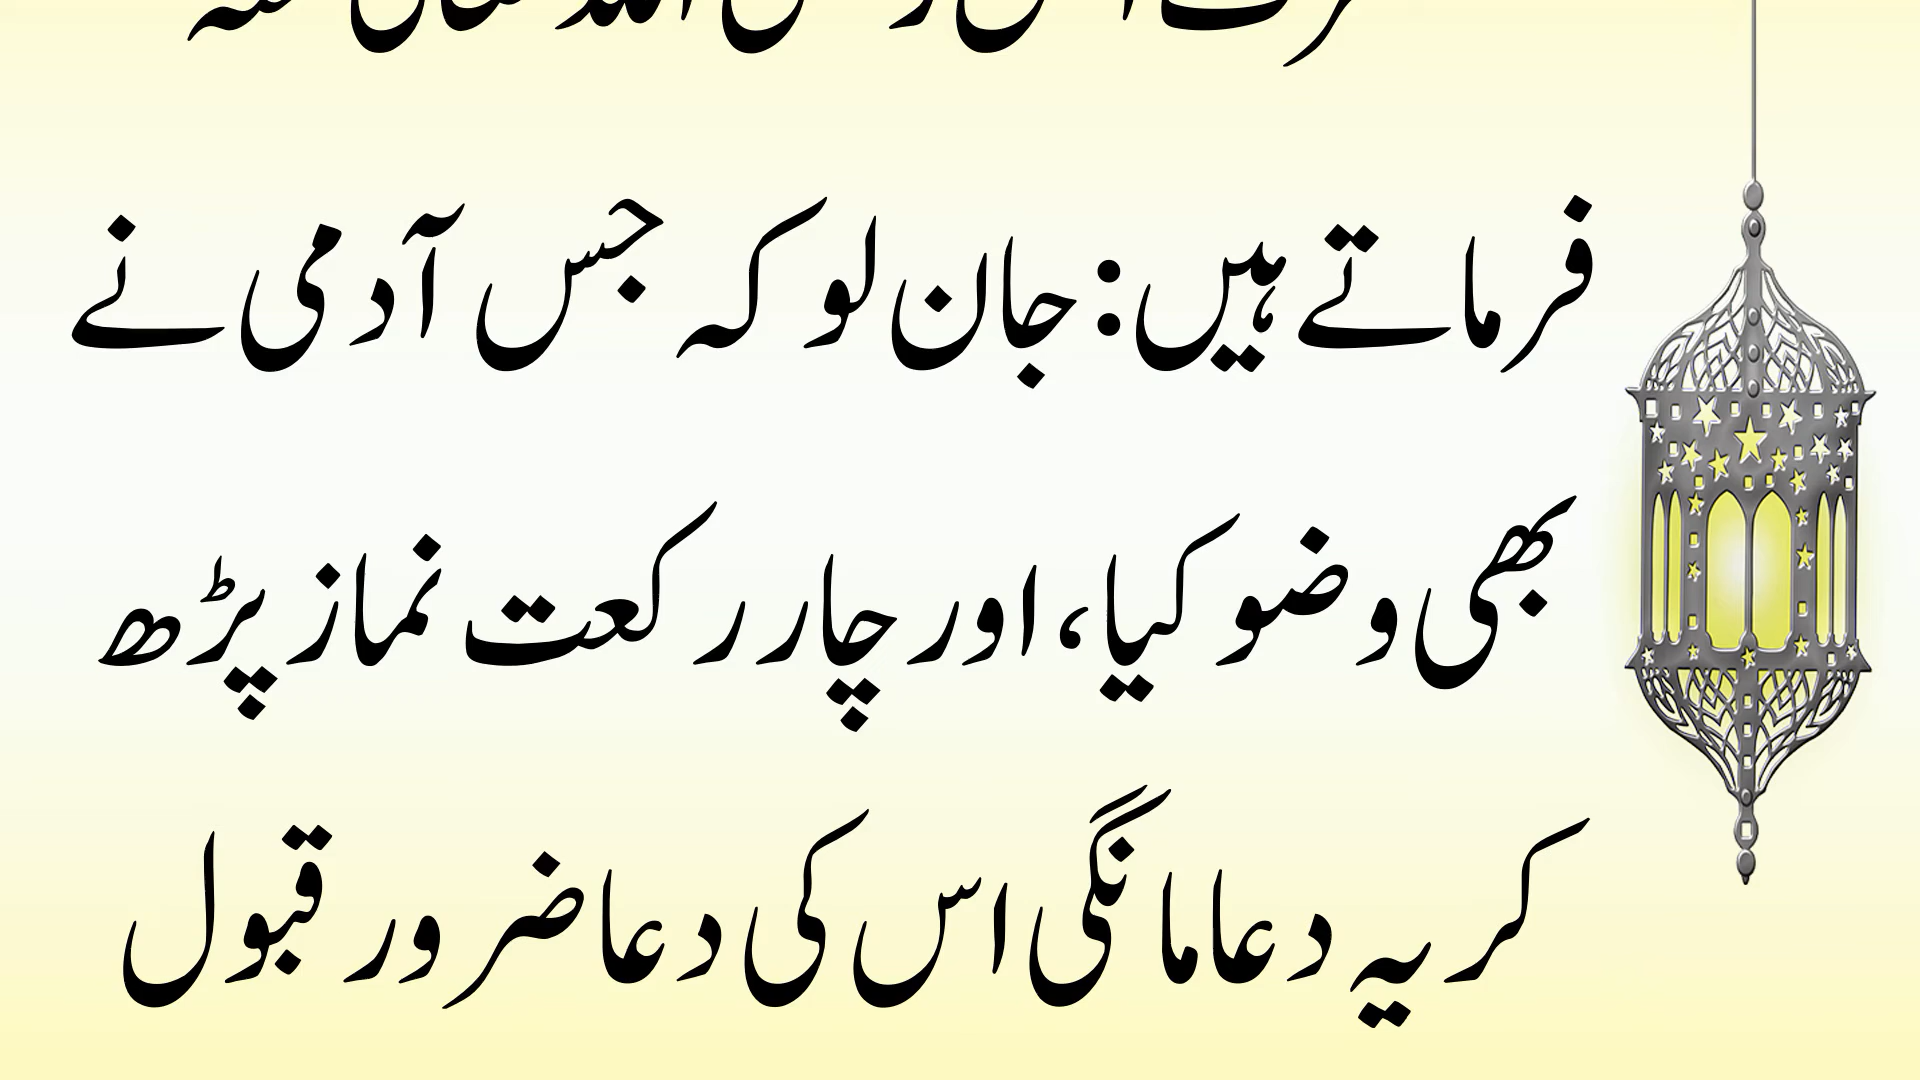 فرماتے ہیں: جان لو کہ جس آدمی نے
بھی وضو کیا، اور چار رکعت نماز پڑھ
کر یہ دعا مانگی اس کی دعا ضرور قبول